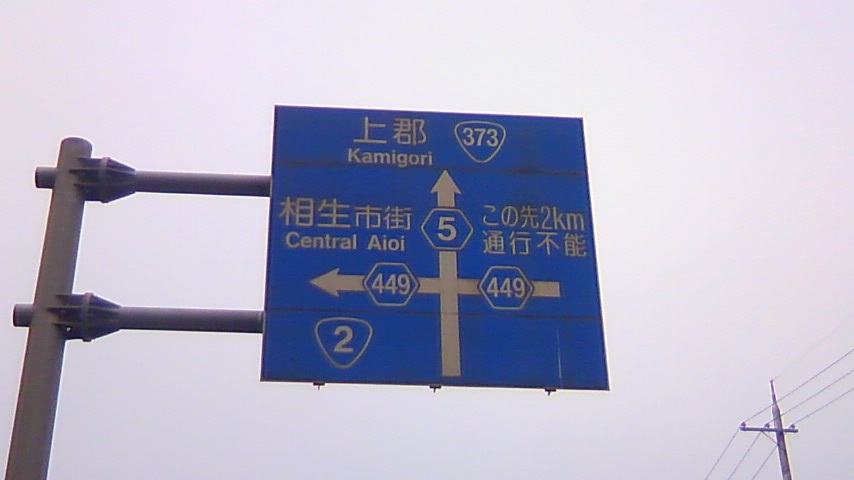 上郡 373
Kamigori
相生市街
Central Aioi
5
この先2km
通行不能
449
449
2